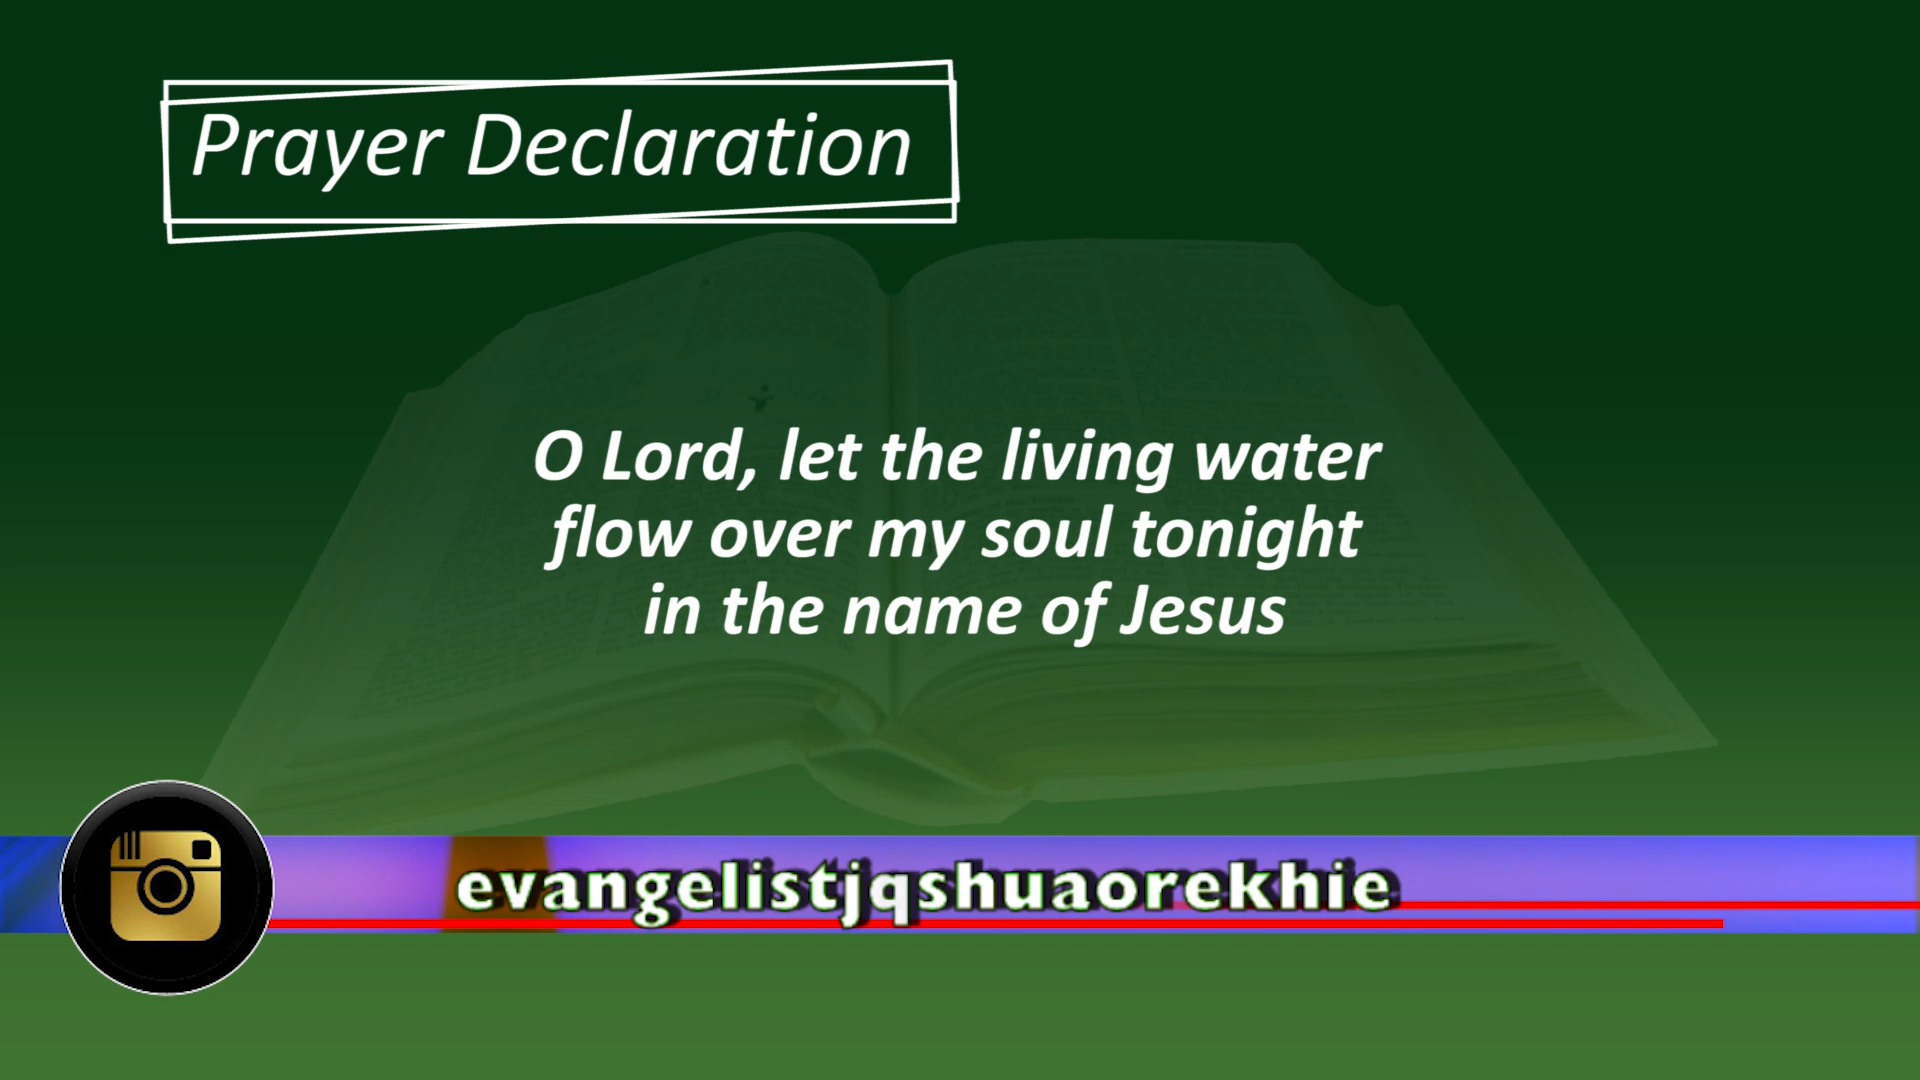 Prayer Declaration
O Lord, let the living water
flow over my soul tonight
in the name of Jesus
evangelistjqshuaorekhie